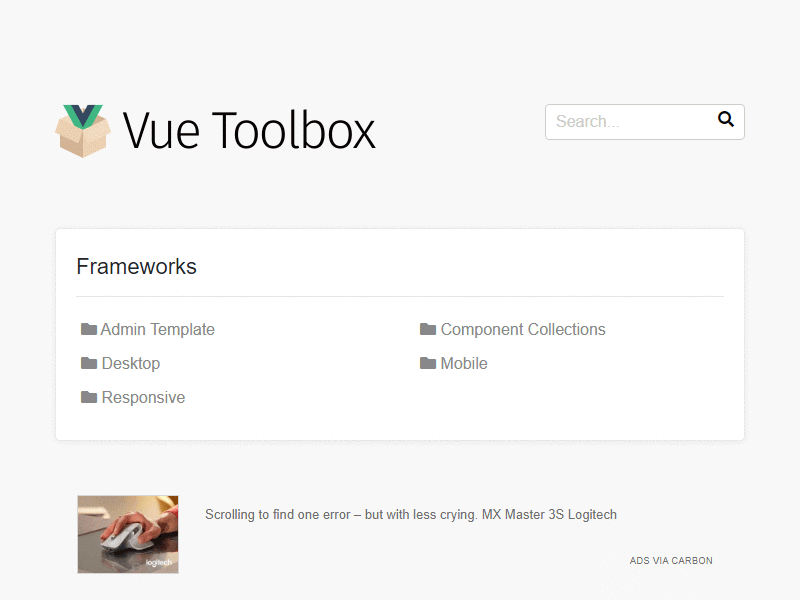 Vue Toolbox
Search...
Frameworks
Admin Template
Component Collections
Desktop
Mobile
Responsive
Scrolling to find one error – but with less crying. MX Master 3S Logitech
logitech
ADS VIA CARBON